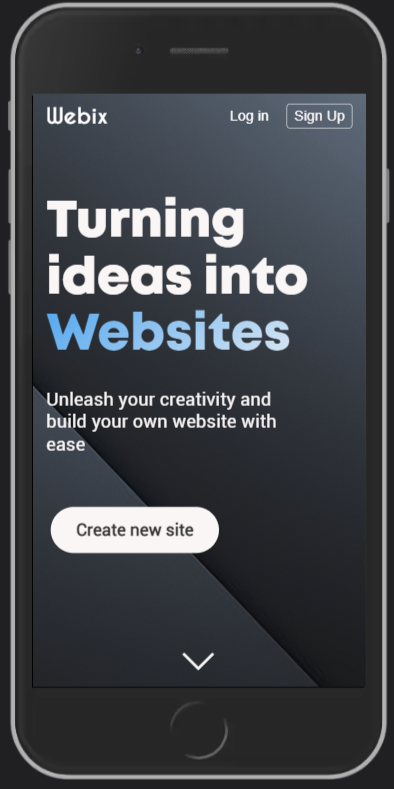 Webix
Log in
Sign Up
Turning
ideas into
Websites
Unleash your creativity and
build your own website with
ease
Create new site